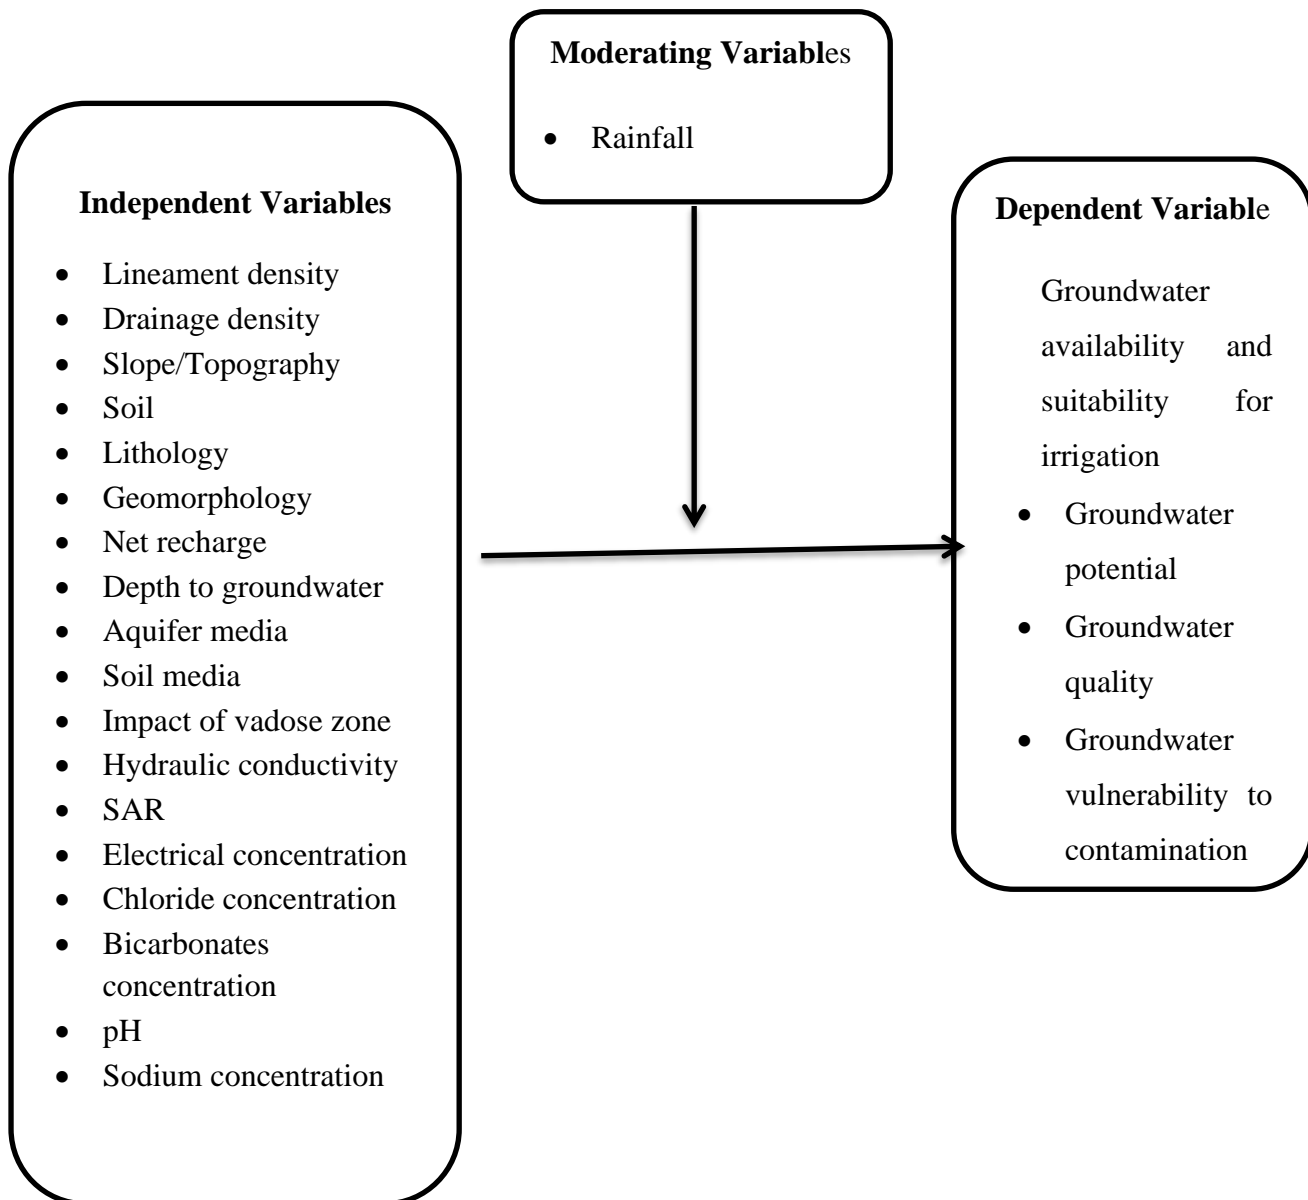 Moderating Variables
• Rainfall
Independent Variables
• Lineament density
• Drainage density
• Slope/Topography
• Soil
• Lithology
• Geomorphology
• Net recharge
• Depth to groundwater
• Aquifer media
• Soil media
• Impact of vadose zone
• Hydraulic conductivity
• SAR
• Electrical concentration
• Chloride concentration
• Bicarbonates
concentration
• pH
• Sodium concentration
Dependent Variable
Groundwater
availability and
suitability for
irrigation
• Groundwater
potential
• Groundwater
quality
• Groundwater
vulnerability to
contamination